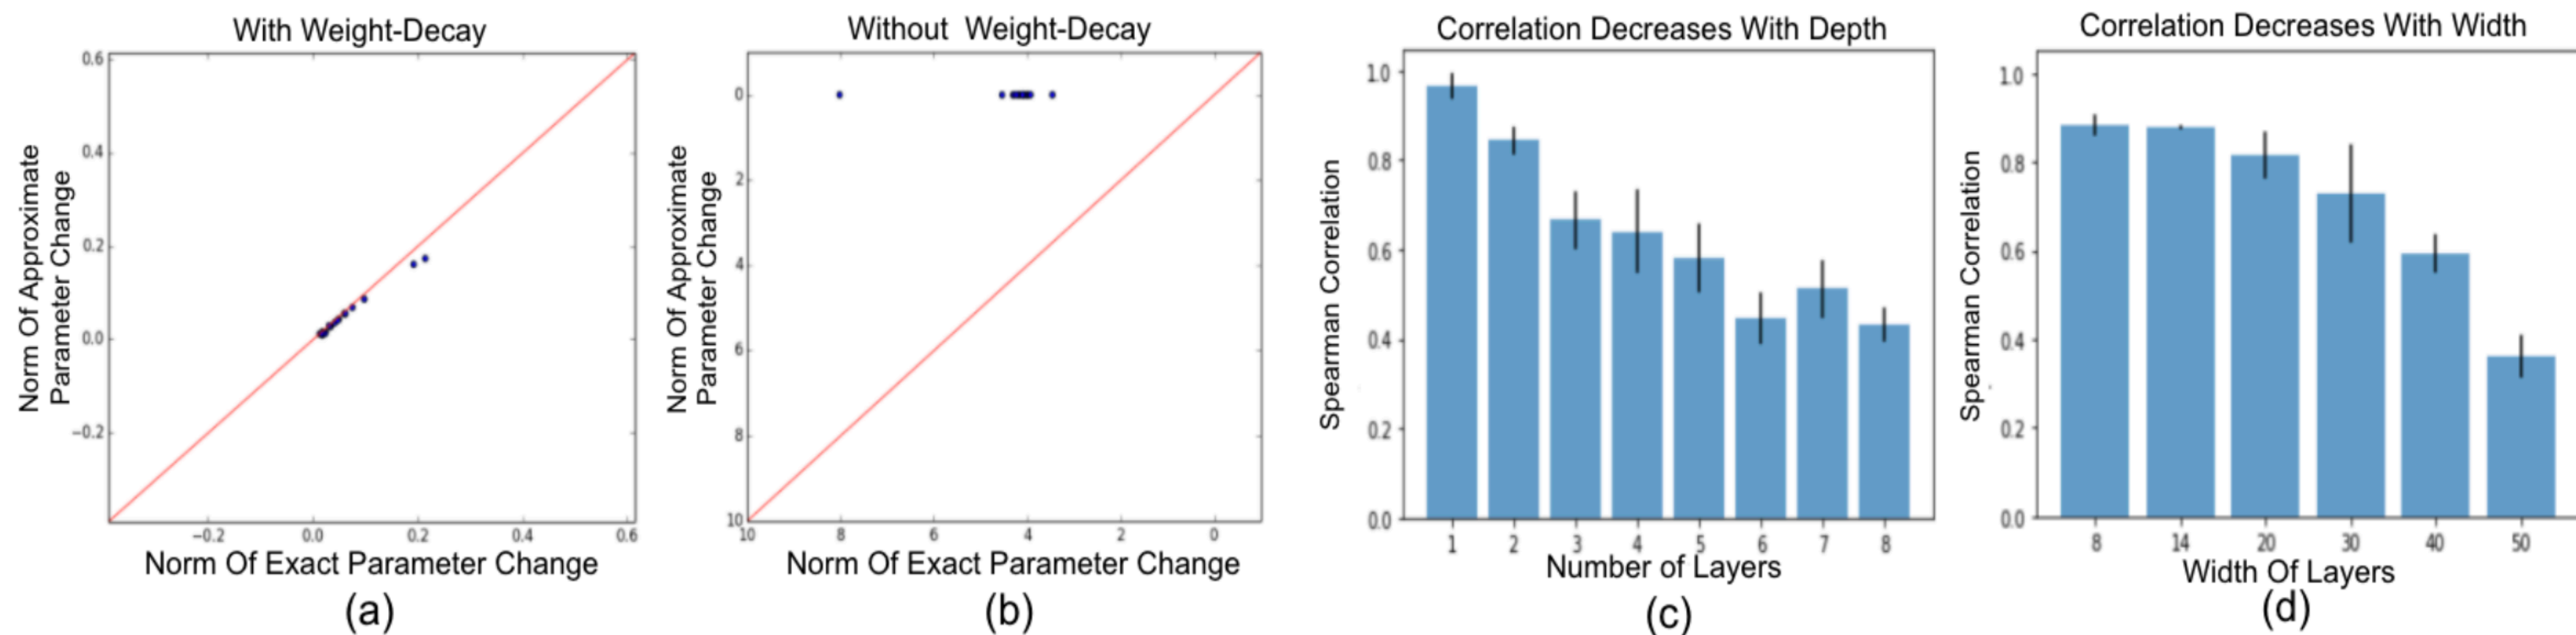 With Weight-Decay
0.6
0.4
0.2
0.0
−0.2
−0.2
0.0
0.2
0.4
0.6
Norm Of Approximate
Parameter Change
Norm Of Exact Parameter Change
(a)
Without Weight-Decay
0
2
4
6
8
10
10
8
6
4
2
0
Norm Of Approximate
Parameter Change
Norm Of Exact Parameter Change
(b)
Correlation Decreases With Depth
1.0
0.8
0.6
0.4
0.2
0.0
1
2
3
4
5
6
7
8
Spearman Correlation
Number of Layers
(c)
Correlation Decreases With Width
1.0
0.8
0.6
0.4
0.2
0.0
8
14
20
30
40
50
Spearman Correlation
Width Of Layers
(d)